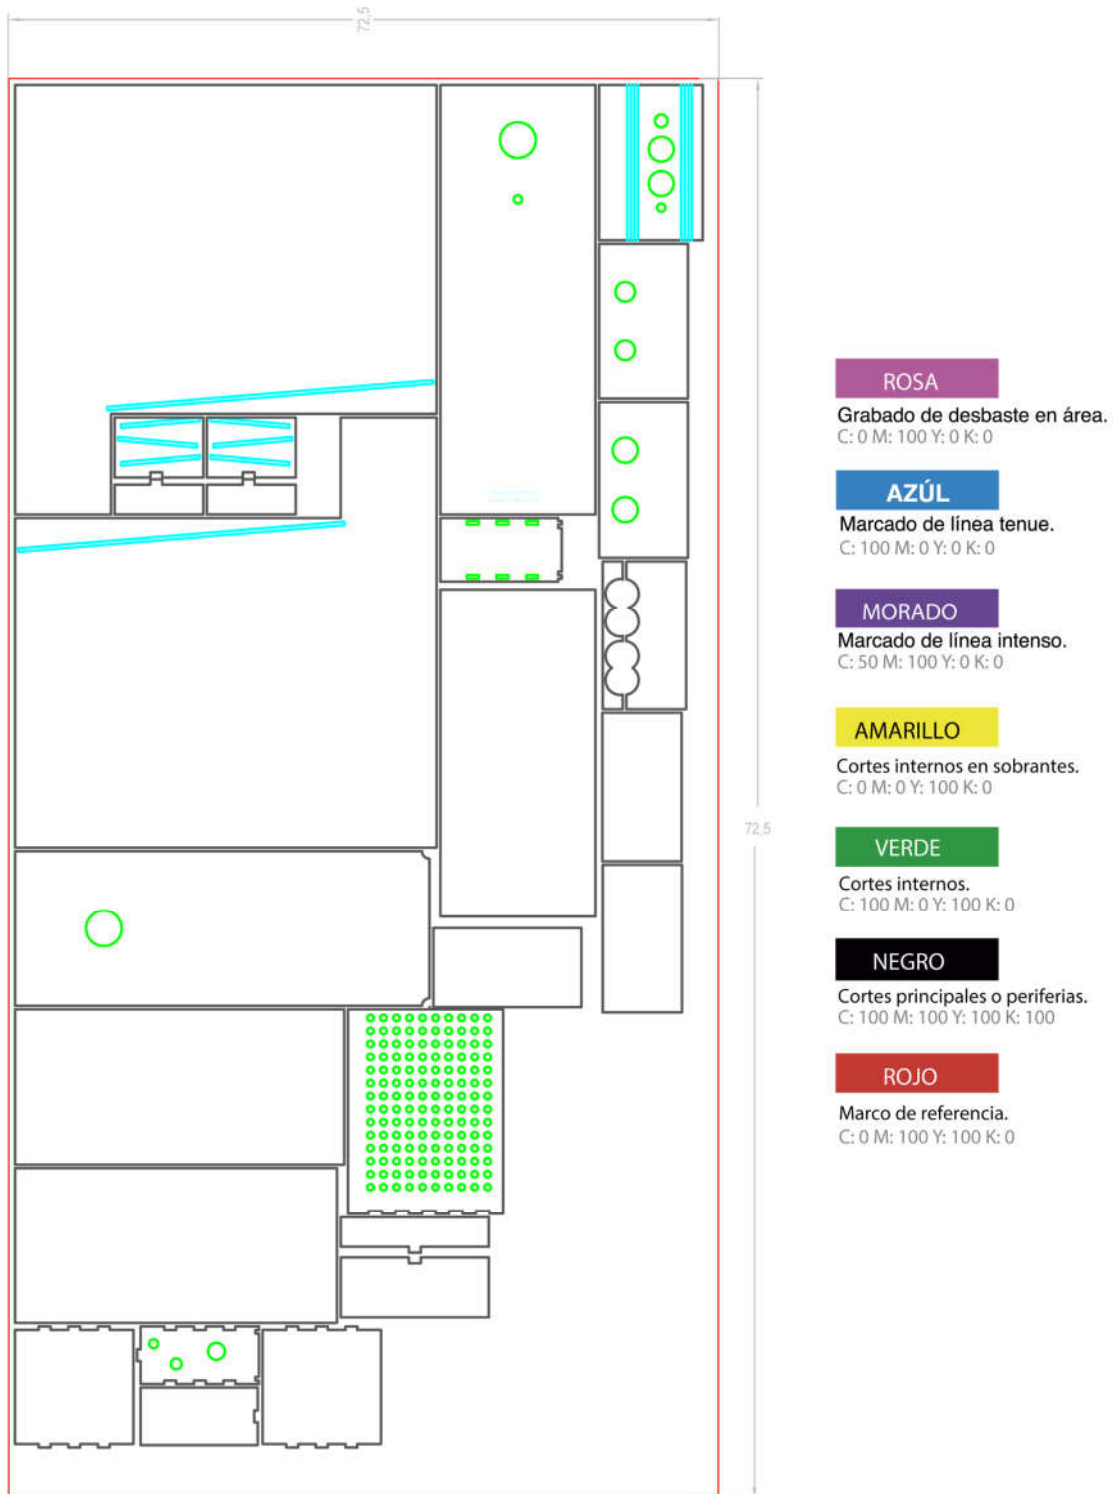 72,5
72,5
ROSA
Grabado de desbaste en área.
C: 0 M: 100 Y: 0 K: 0
AZÚL
Marcado de línea tenue.
C: 100 M: 0 Y: 0 K: 0
MORADO
Marcado de línea intenso.
C: 50 M: 100 Y: 0 K: 0
AMARILLO
Cortes internos en sobrantes.
C: 0 M: 0 Y: 100 K: 0
VERDE
Cortes internos.
C: 100 M: 0 Y: 100 K: 0
NEGRO
Cortes principales o periferias.
C: 100 M: 100 Y: 100 K: 100
ROJO
Marco de referencia.
C: 0 M: 100 Y: 100 K: 0